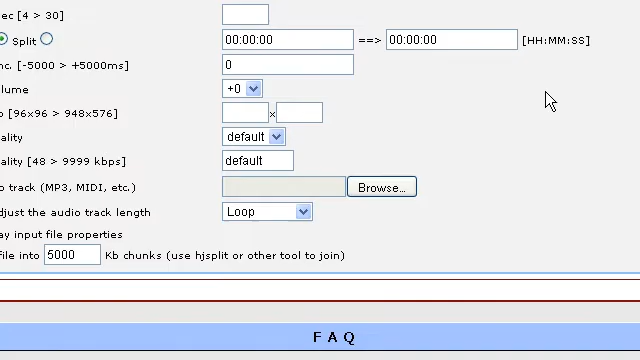 ec [4 > 30]
Split 00:00:00 ==> 00:00:00 [HH:MM:SS]
nc. [-5000 > +5000ms] 0
lume +0
o [96x96 > 948x576] x
ality default
ality [48 > 9999 kbps] default
o track (MP3, MIDI, etc.) Browse...
djust the audio track length Loop
ay input file properties
file into 5000 Kb chunks (use hjsplit or other tool to join)
F A Q